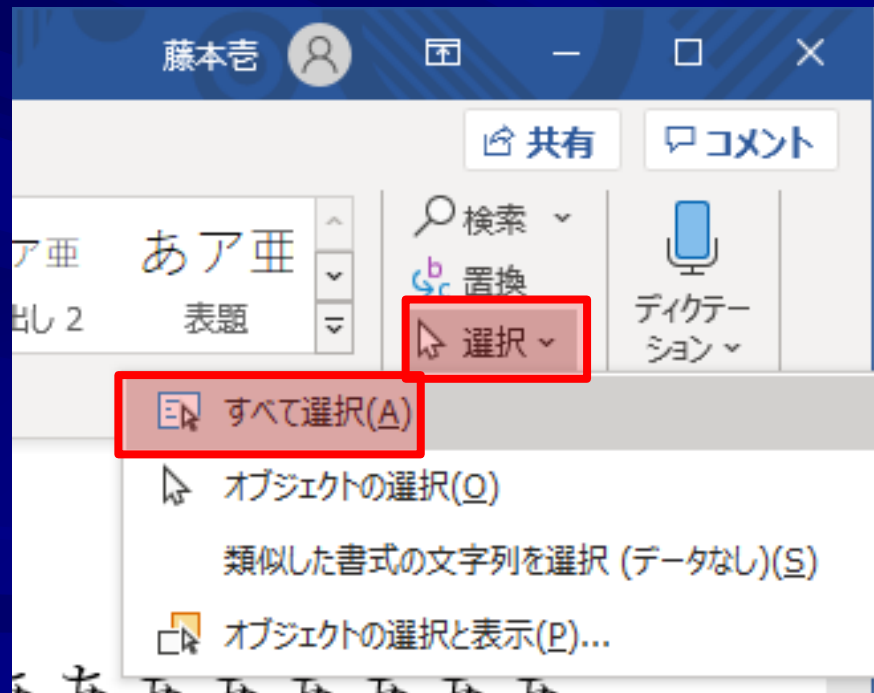 藤本壱
共有 コメント
ア亜 あア亜 検索
置換
出し 2 表題 ディクテー
選択 ション
すべて選択(A)
オブジェクトの選択(O)
類似した書式の文字列を選択 (データなし)(S)
オブジェクトの選択と表示(P)...